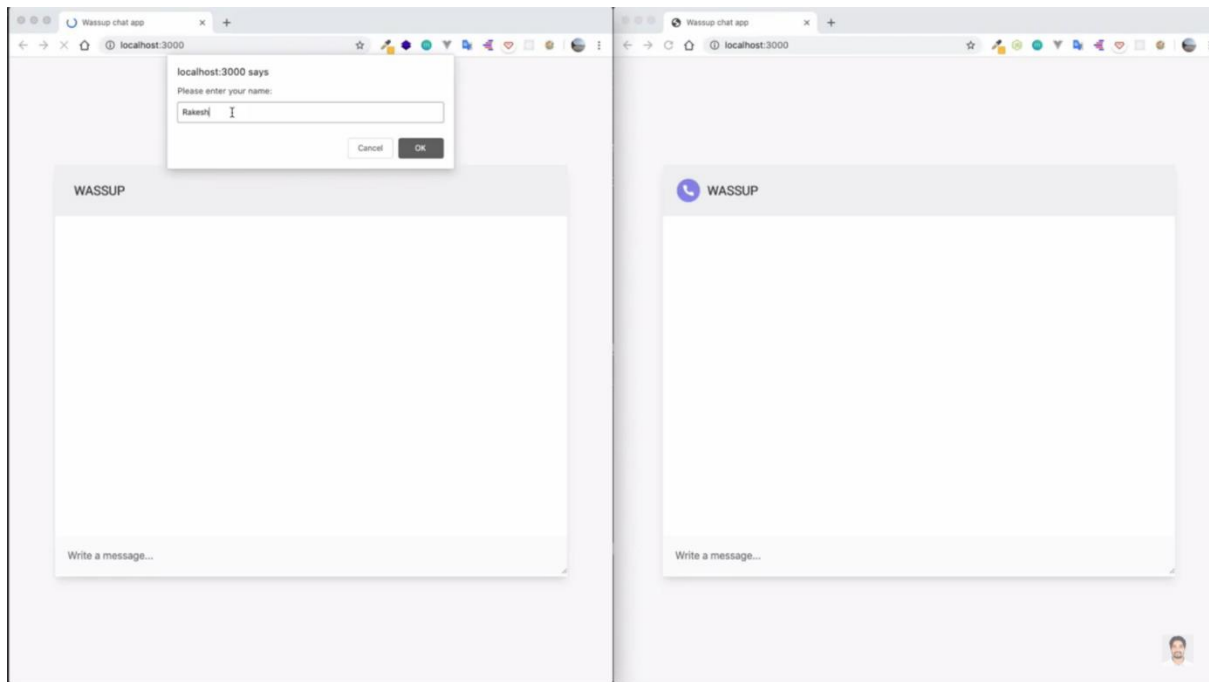 Wassup chat app
localhost:3000
localhost:3000 says
Please enter your name:
Rakesh
Cancel
OK
WASSUP
Write a message...
Wassup chat app
localhost:3000
WASSUP
Write a message...